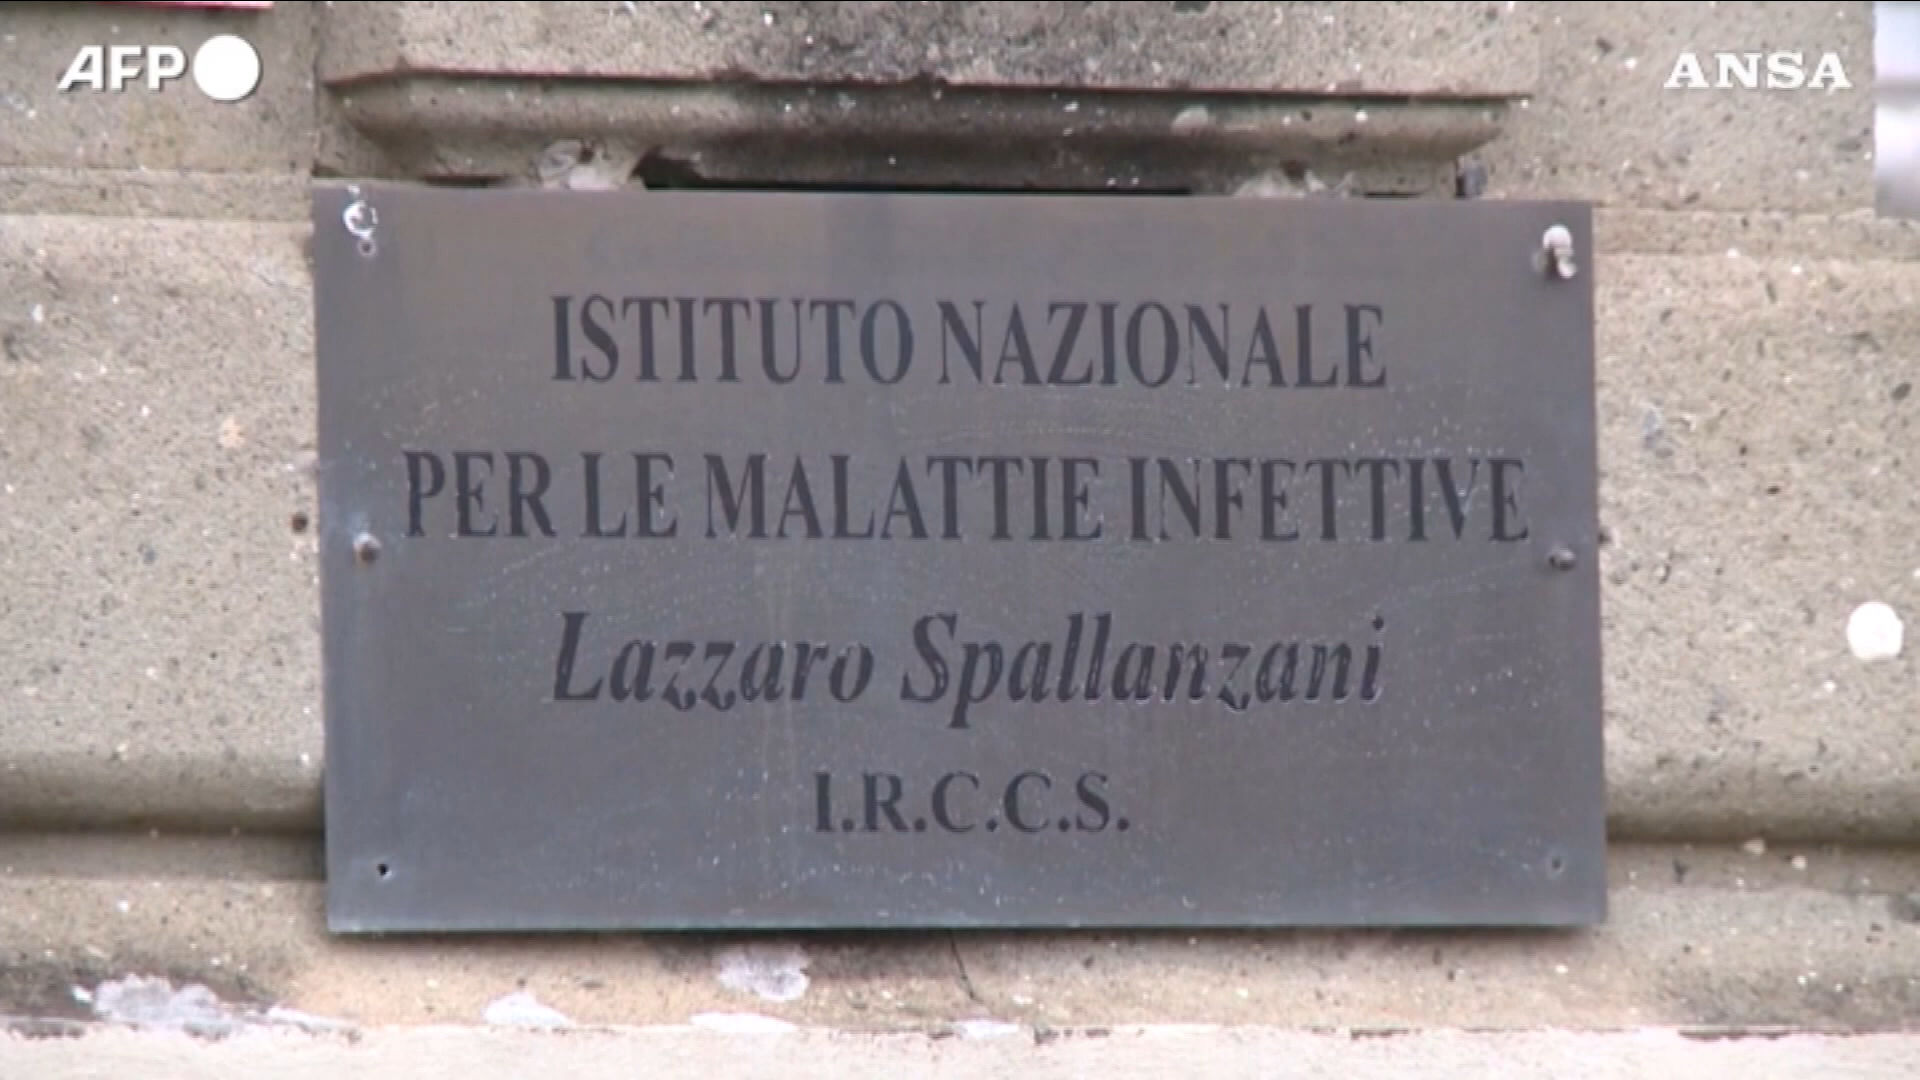 AFP
ANSA
ISTITUTO NAZIONALE
PER LE MALATTIE INFETTIVE
Lazzaro Spallanzani
I.R.C.C.S.